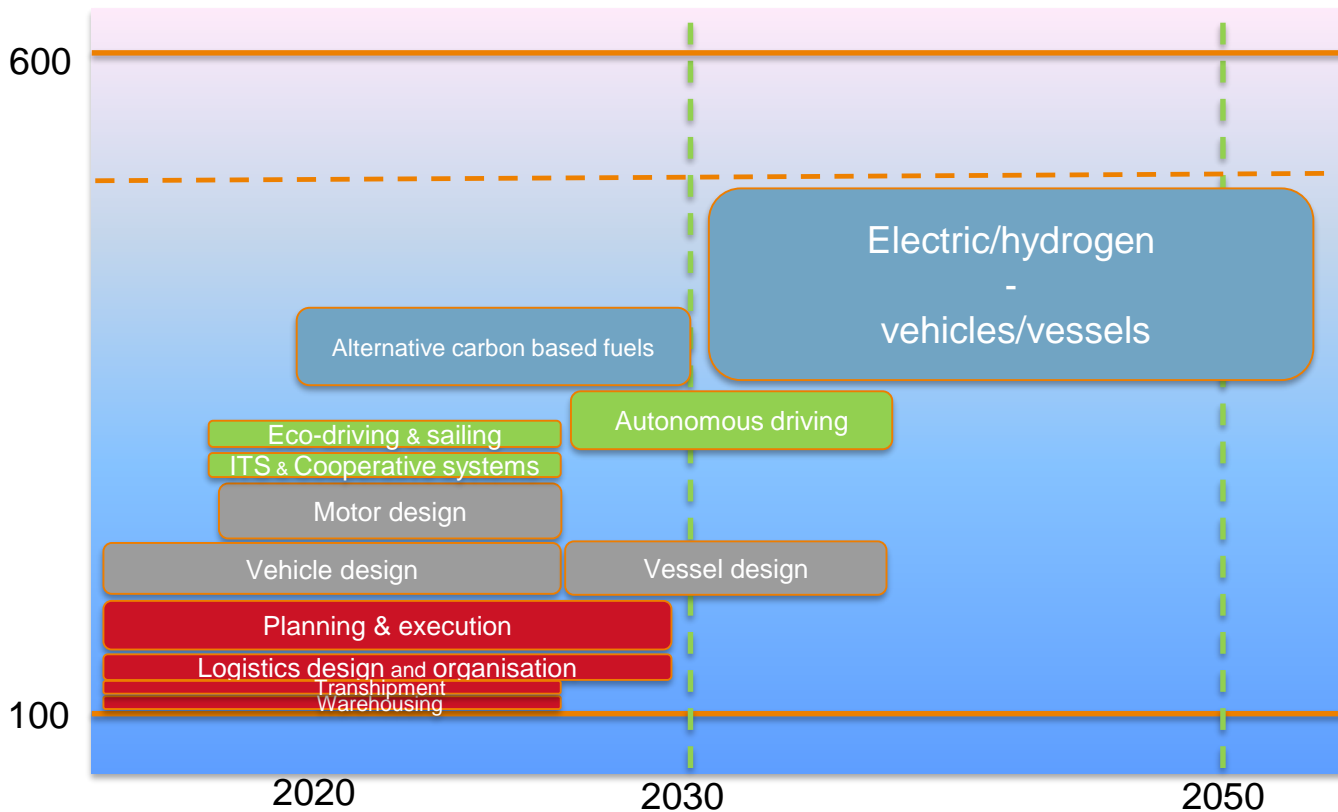 600
Electric/hydrogen
-
vehicles/vessels
Alternative carbon based fuels
Autonomous driving
Eco-driving & sailing
ITS & Cooperative systems
Motor design
Vehicle design
Vessel design
Planning & execution
Logistics design and organisation
Transhipment
Warehousing
100
2020
2030
2050